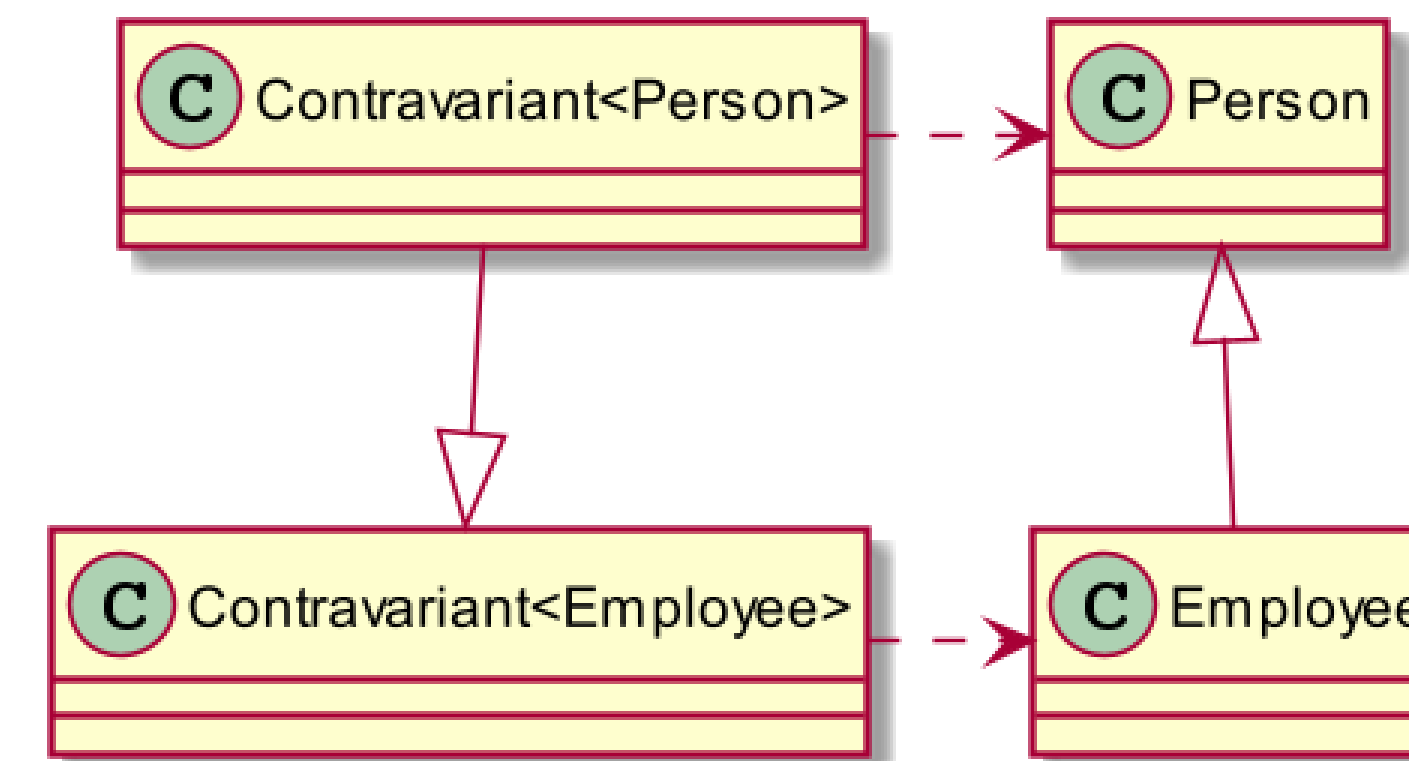 C Contravariant<Person>
C Person
C Contravariant<Employee>
C Employee